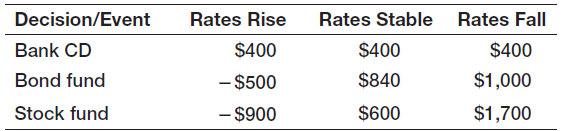 Decision/Event Rates Rise Rates Stable Rates Fall
Bank CD $400 $400 $400
Bond fund –$500 $840 $1,000
Stock fund –$900 $600 $1,700